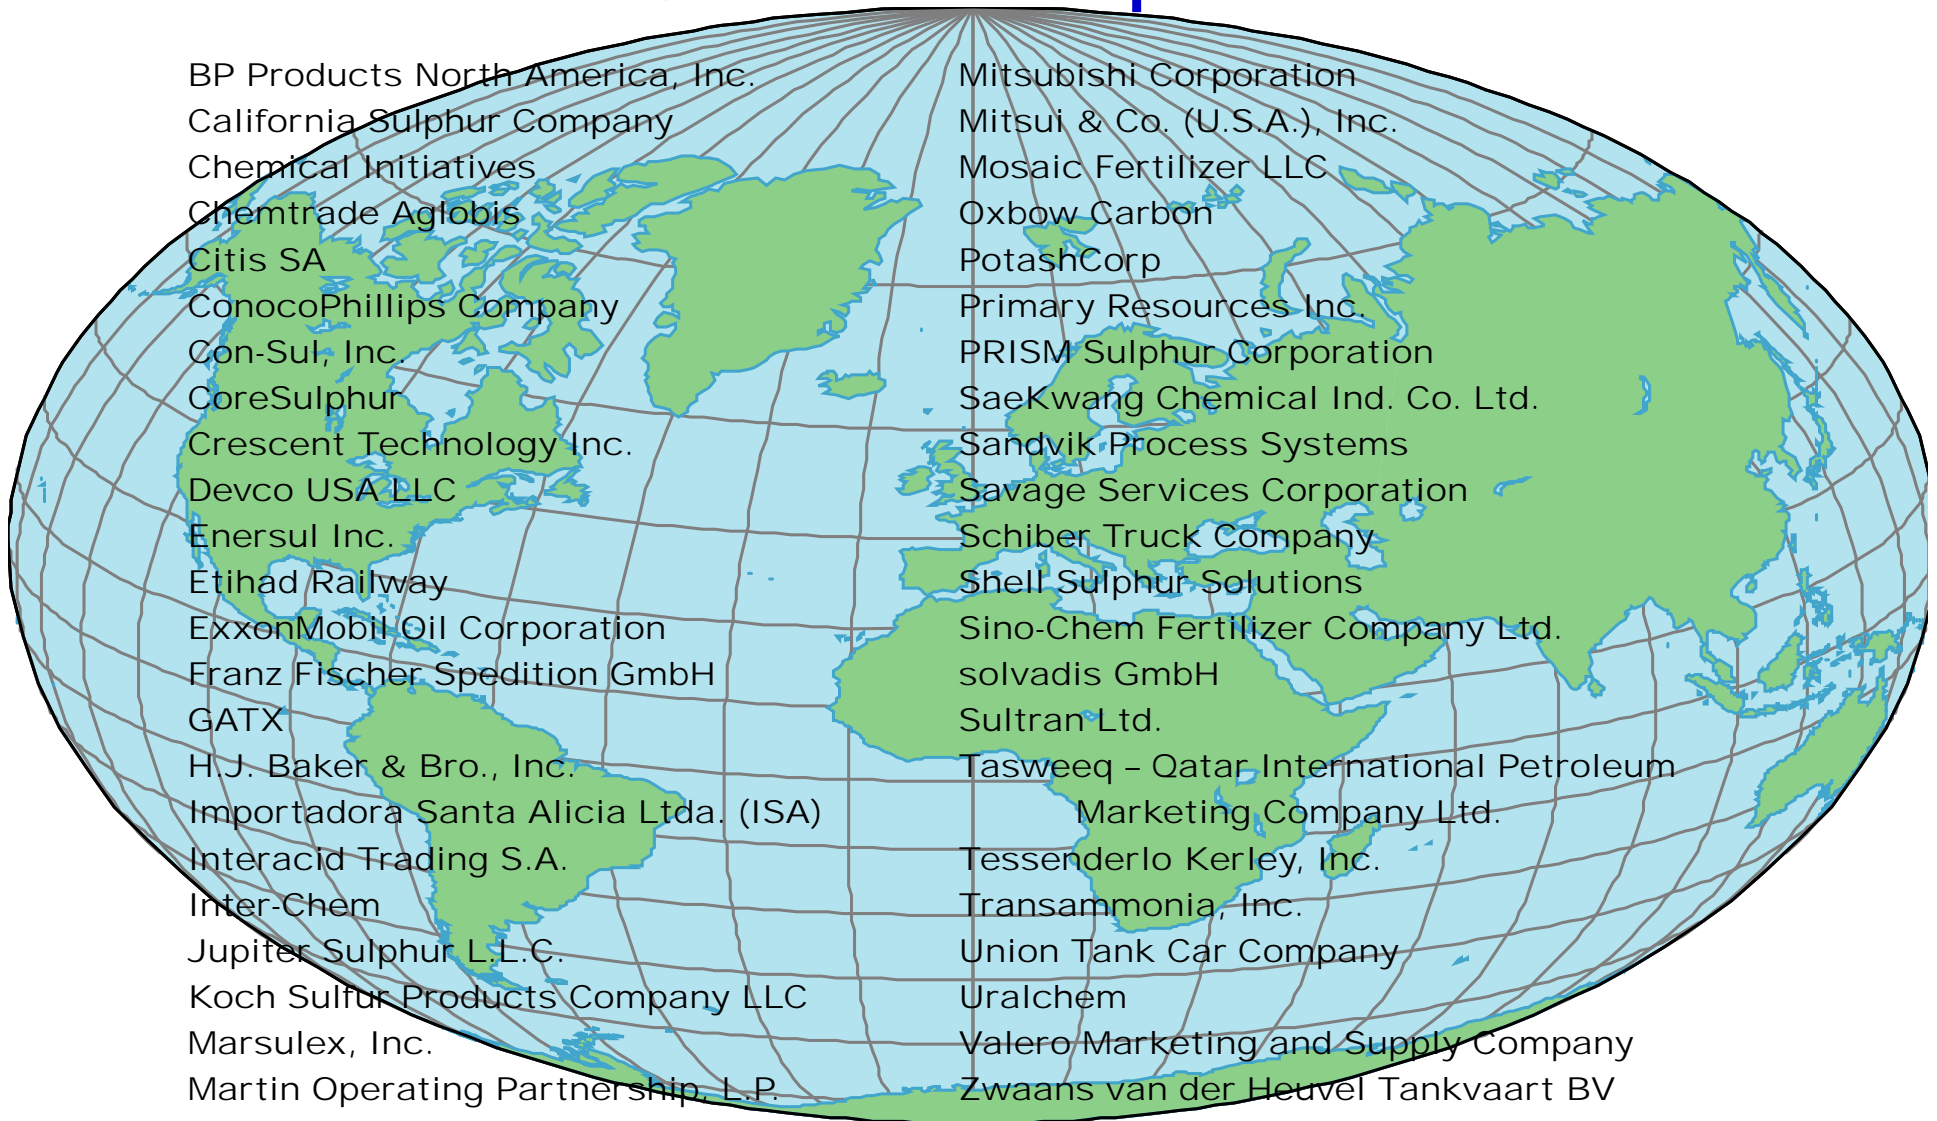 BP Products North America, Inc.
California Sulphur Company
Chemical Initiatives
Chemtrade Aglobis
Citis SA
ConocoPhillips Company
Con-Sul, Inc.
CoreSulphur
Crescent Technology Inc.
Devco USA LLC
Enersul Inc.
Etihad Railway
ExxonMobil Oil Corporation
Franz Fischer Spedition GmbH
GATX
H.J. Baker & Bro., Inc.
Importadora Santa Alicia Ltda. (ISA)
Interacid Trading S.A.
Inter-Chem
Jupiter Sulphur L.L.C.
Koch Sulfur Products Company LLC
Marsulex, Inc.
Martin Operating Partnership, L.P.
Mitsubishi Corporation
Mitsui & Co. (U.S.A.), Inc.
Mosaic Fertilizer LLC
Oxbow Carbon
PotashCorp
Primary Resources Inc.
PRISM Sulphur Corporation
SaeKwang Chemical Ind. Co. Ltd.
Sandvik Process Systems
Savage Services Corporation
Schiber Truck Company
Shell Sulphur Solutions
Sino-Chem Fertilizer Company Ltd.
solvadis GmbH
Sultran Ltd.
Tasweeq – Qatar International Petroleum
Marketing Company Ltd.
Tessenderlo Kerley, Inc.
Transammonia, Inc.
Union Tank Car Company
Uralchem
Valero Marketing and Supply Company
Zwaans van der Heuvel Tankvaart BV